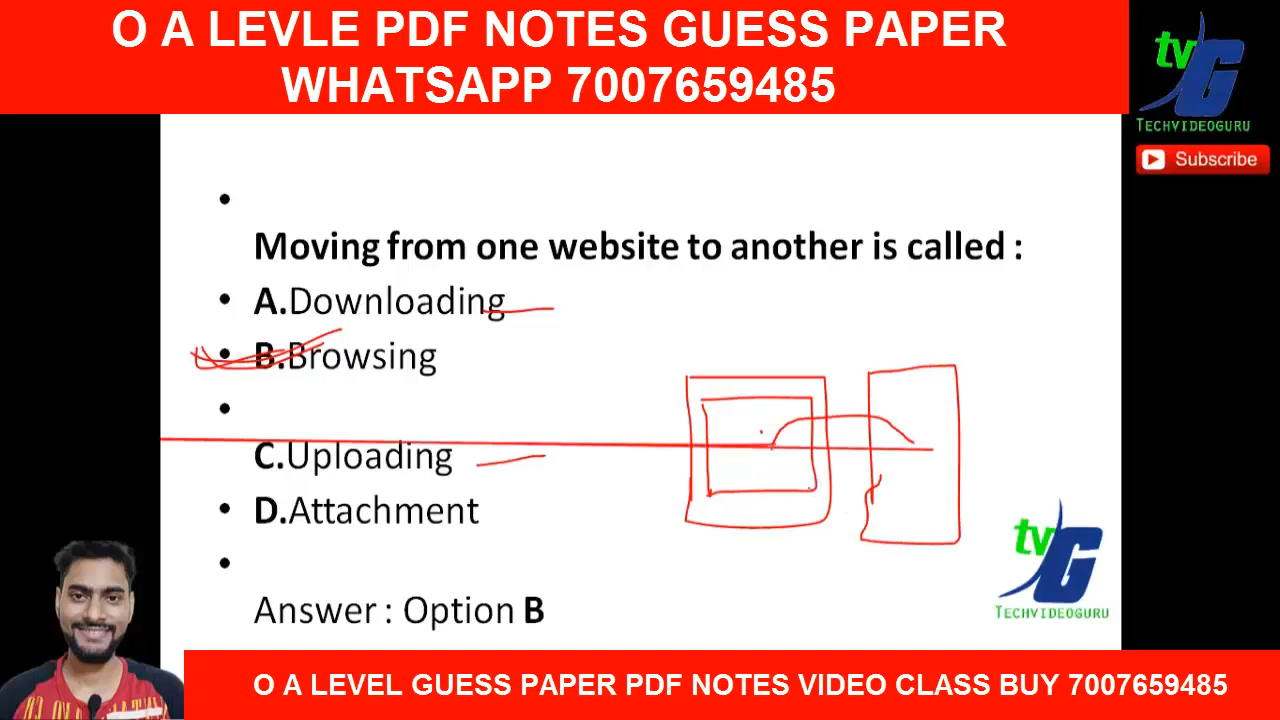 O A LEVLE PDF NOTES GUESS PAPER
WHATSAPP 7007659485
tvG
TECHVIDEOGURU
Subscribe
Moving from one website to another is called :
• A.Downloading
• B.Browsing
C.Uploading
• D.Attachment
Answer : Option B
tvG
TECHVIDEOGURU
O A LEVEL GUESS PAPER PDF NOTES VIDEO CLASS BUY 7007659485